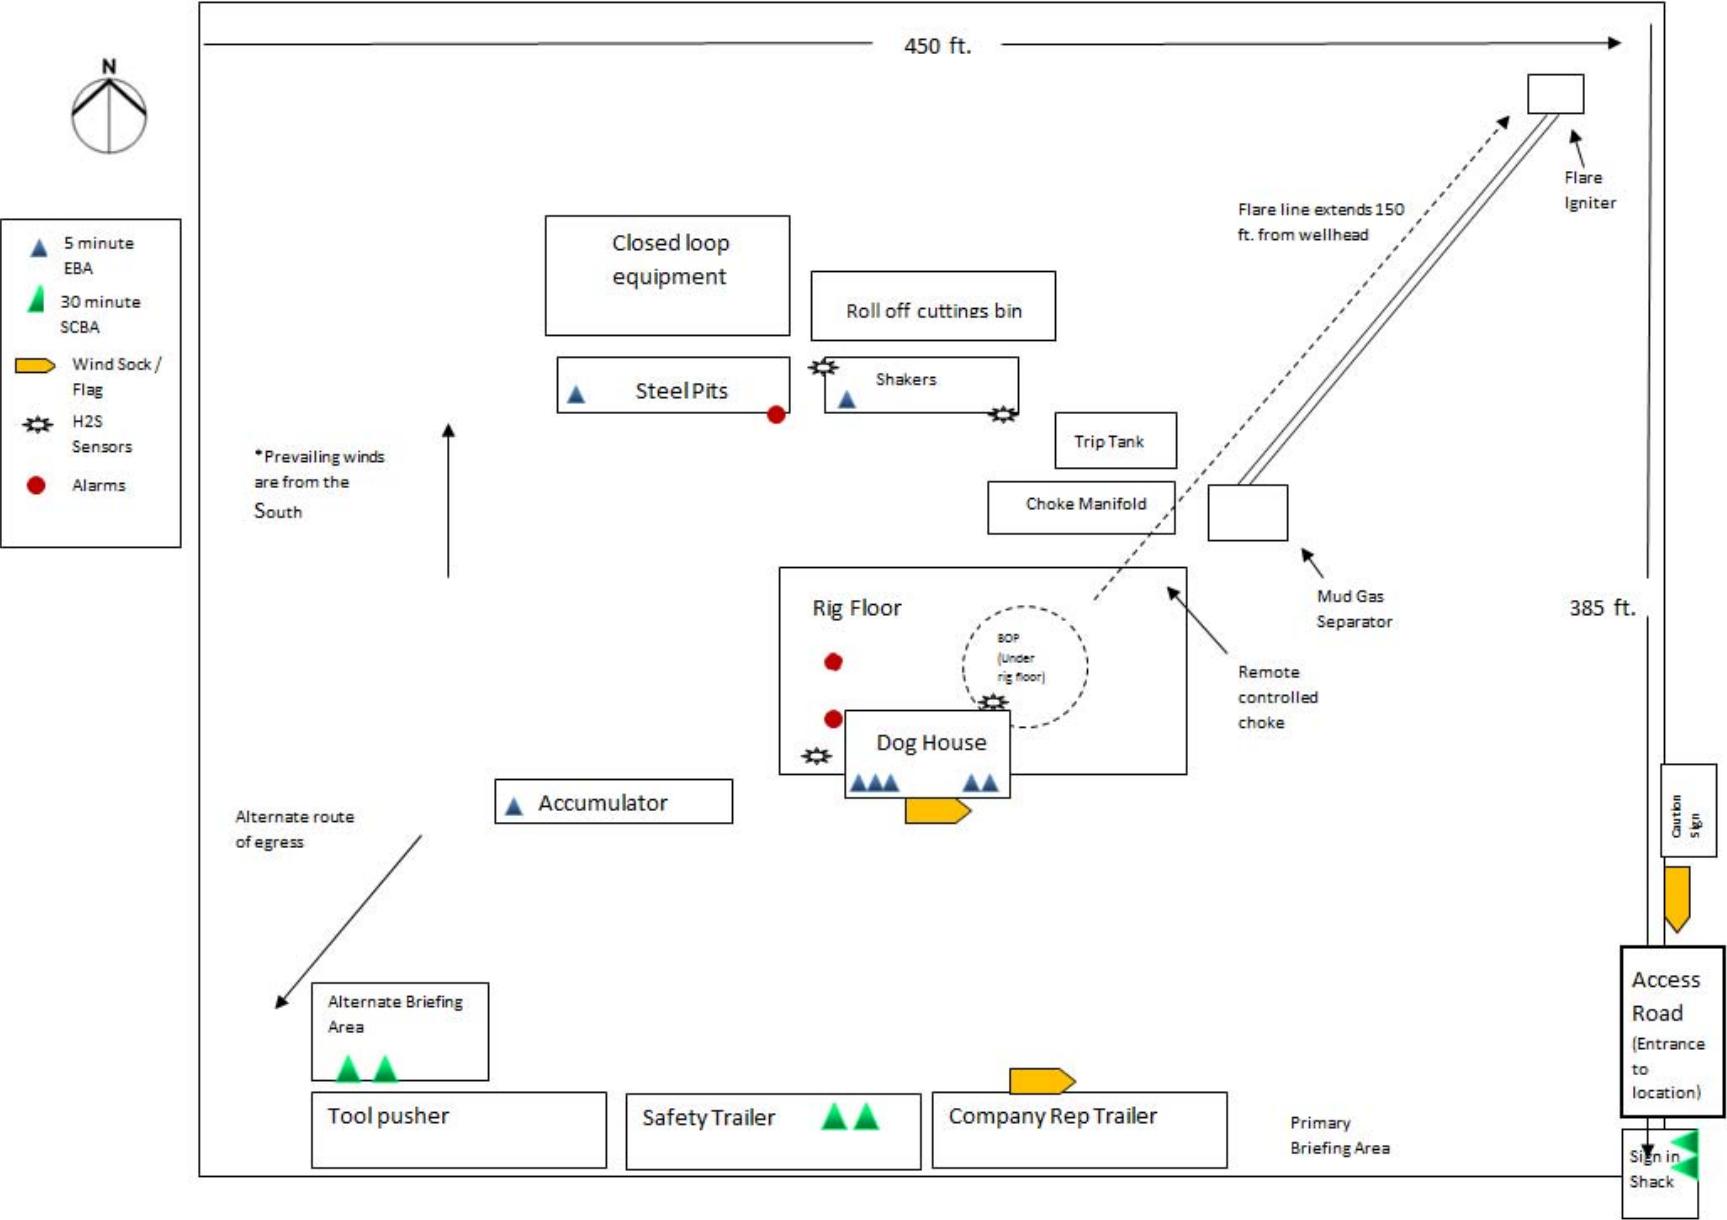 450 ft.
N
Flare
Igniter
Flare line extends 150
ft. from wellhead
5 minute
EBA
30 minute
SCBA
Wind Sock /
Flag
H2S
Sensors
Alarms
Closed loop
equipment
Roll off cuttings bin
Steel Pits
Shakers
Trip Tank
Choke Manifold
*Prevailing winds
are from the
South
Rig Floor
BOP
(Under
rig floor)
Mud Gas
Separator
385 ft.
Remote
controlled
choke
Dog House
Accumulator
Alternate route
of egress
Caution
Sign
Access
Road
(Entrance
to
location)
Alternate Briefing
Area
Tool pusher
Safety Trailer
Company Rep Trailer
Primary
Briefing Area
Sign in
Shack